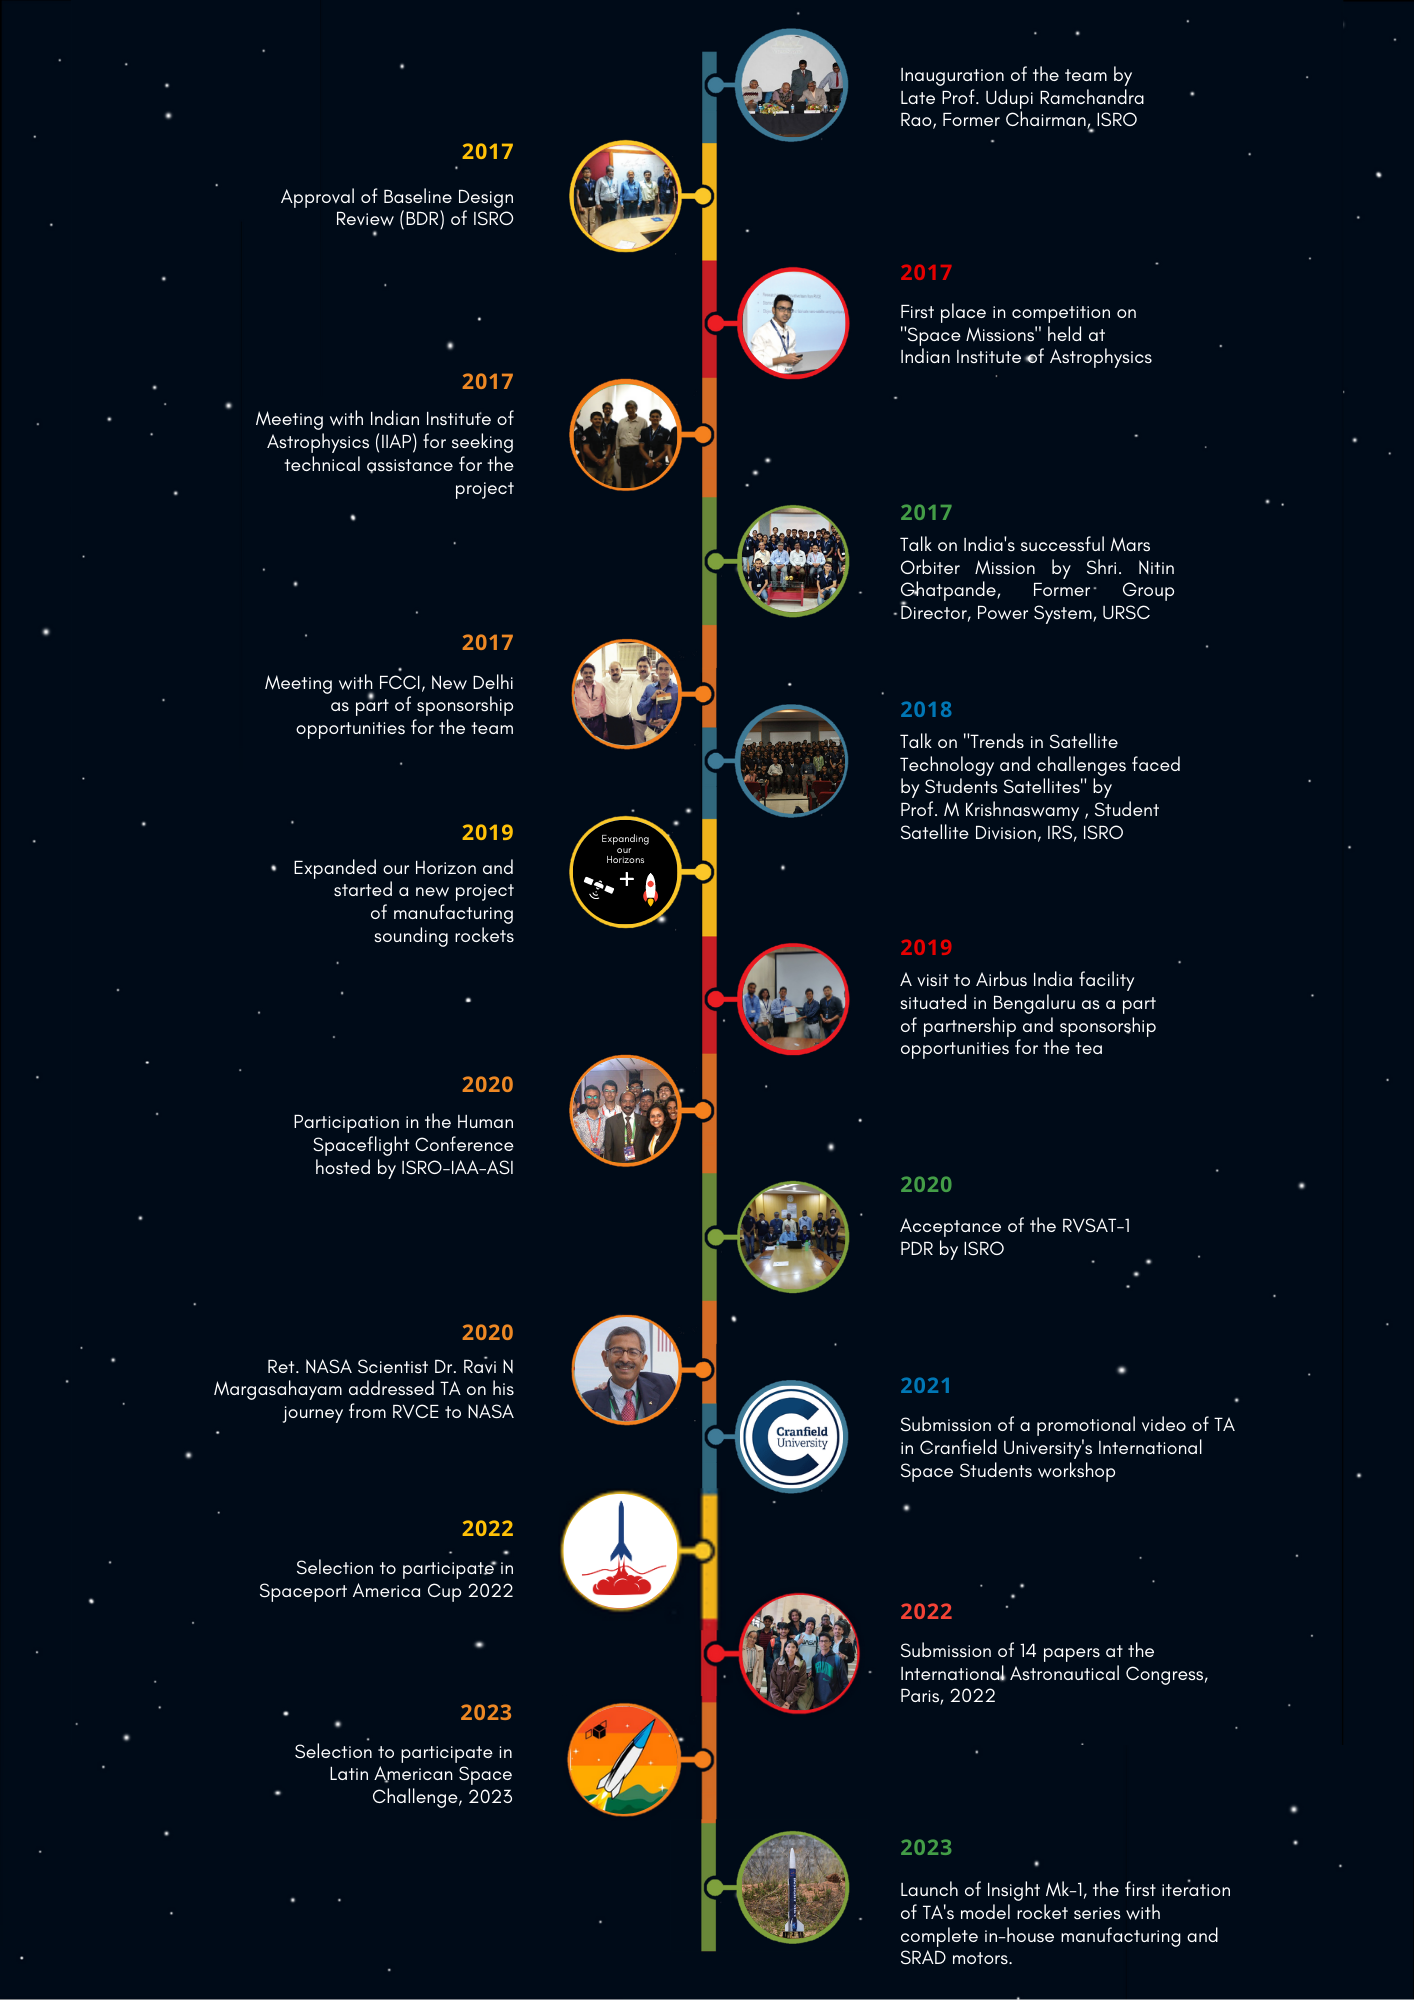 Inauguration of the team by
Late Prof. Udupi Ramchandra
Rao, Former Chairman, ISRO
2017
Approval of Baseline Design
Review (BDR) of ISRO
2017
First place in competition on
"Space Missions" held at
Indian Institute of Astrophysics
2017
Meeting with Indian Institute of
Astrophysics (IIAP) for seeking
technical assistance for the
project
2017
Talk on India's successful Mars
Orbiter Mission by Shri. Nitin
Ghatpande, Former Group
Director, Power System, URSC
2017
Meeting with FCCI, New Delhi
as part of sponsorship
opportunities for the team
2018
Talk on "Trends in Satellite
Technology and challenges faced
by Students Satellites" by
Prof. M Krishnaswamy , Student
Satellite Division, IRS, ISRO
2019
Expanded our Horizon and
started a new project
of manufacturing
sounding rockets
Expanding
our
Horizons
+
2019
A visit to Airbus India facility
situated in Bengaluru as a part
of partnership and sponsorship
opportunities for the tea
2020
Participation in the Human
Spaceflight Conference
hosted by ISRO-IAA-ASI
2020
Acceptance of the RVSAT-1
PDR by ISRO
2020
Ret. NASA Scientist Dr. Ravi N
Margasahayam addressed TA on his
journey from RVCE to NASA
2021
Submission of a promotional video of TA
in Cranfield University's International
Space Students workshop
Cranfield
University
2022
Selection to participate in
Spaceport America Cup 2022
2022
Submission of 14 papers at the
International Astronautical Congress,
Paris, 2022
2023
Selection to participate in
Latin American Space
Challenge, 2023
2023
Launch of Insight Mk-1, the first iteration
of TA's model rocket series with
complete in-house manufacturing and
SRAD motors.